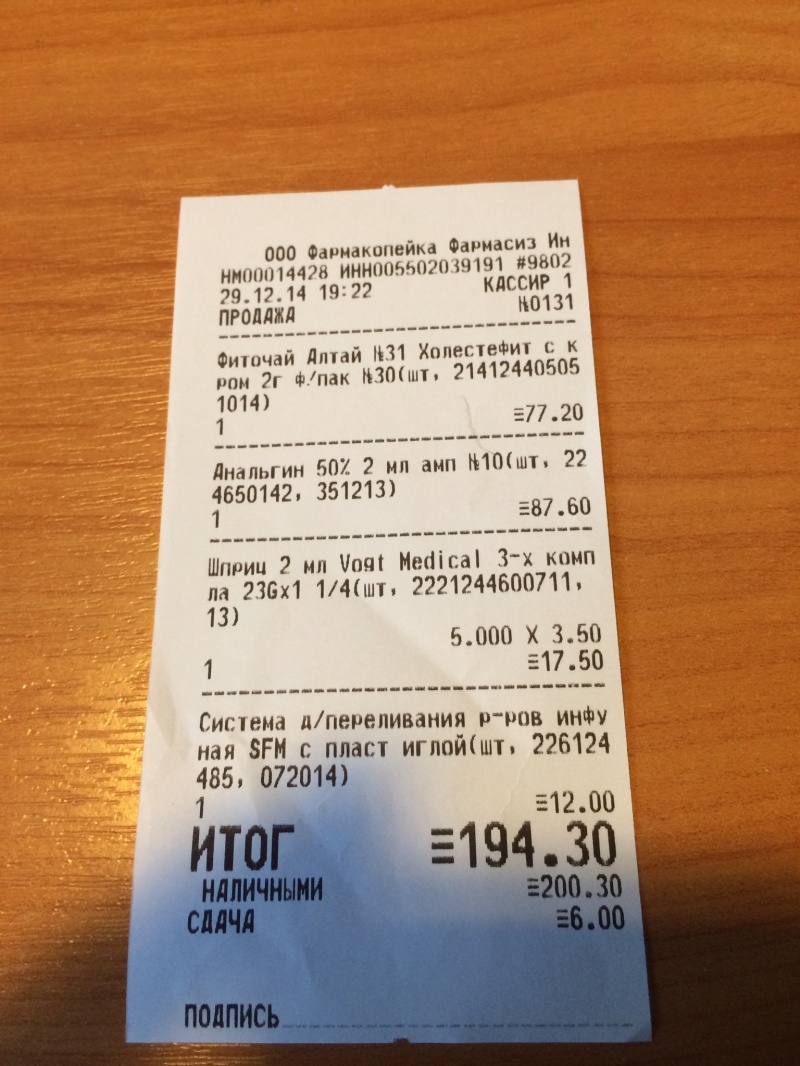 ООО Фармакопейка Фармасиз Ин
НМ00014428 ИНН005502039191 #9802
29.12.14 19:22 КАССИР 1
ПРОДАЖА №0131
Фиточай Алтай №31 Холестефит с к
ром 2г ф./пак №30(шт, 21412440505
1014)
1 ≡77.20
Анальгин 50% 2 мл амп №10(шт, 22
4650142, 351213)
1 ≡87.60
Шприц 2 мл Vogt Medical 3-х комп
ла 23Gx1 1/4(шт, 2221244600711,
13)
5.000 X 3.50
1 ≡17.50
Система д/переливания р-ров инфу
ная SFM с пласт иглой(шт, 226124
485, 072014)
1 ≡12.00
ИТОГ ≡194.30
НАЛИЧНЫМИ ≡200.30
СДАЧА ≡6.00
ПОДПИСЬ